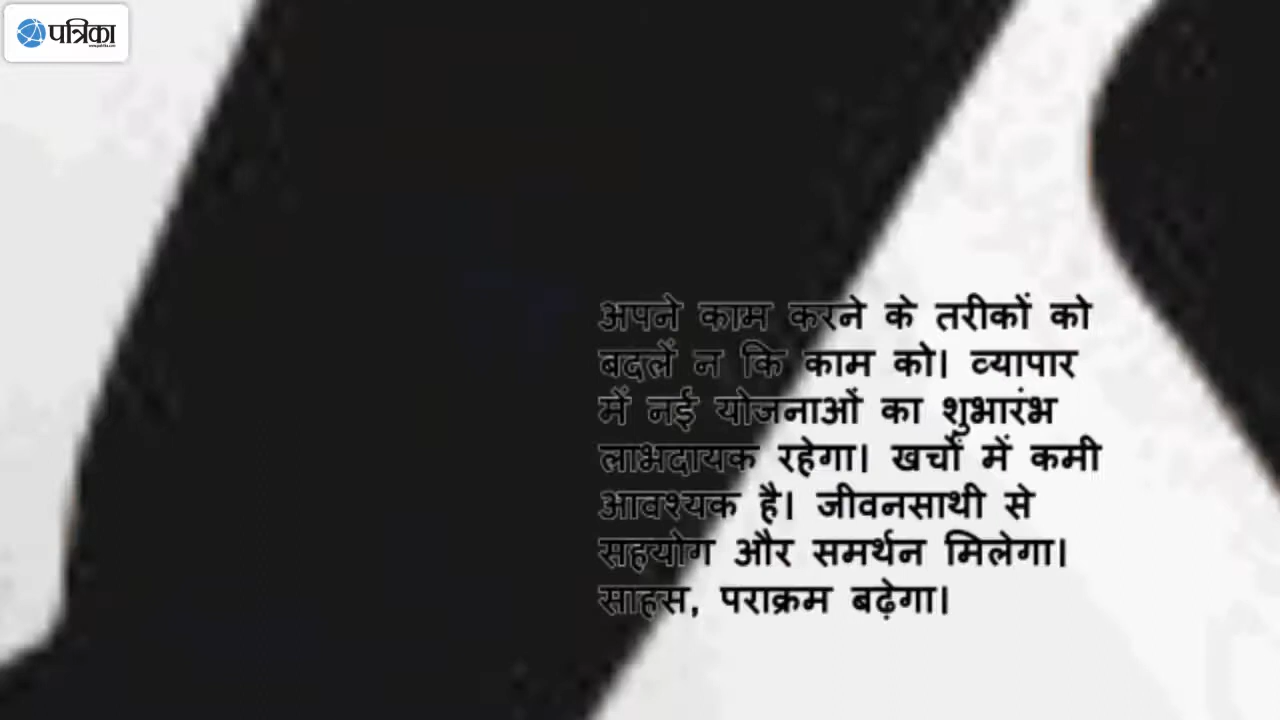 पत्रिका
अपने काम करने के तरीकों को
बदलें न कि काम को। व्यापार
में नई योजनाओं का शुभारंभ
लाभदायक रहेगा। खर्चों में कमी
आवश्यक है। जीवनसाथी से
सहयोग और समर्थन मिलेगा।
साहस, पराक्रम बढ़ेगा।